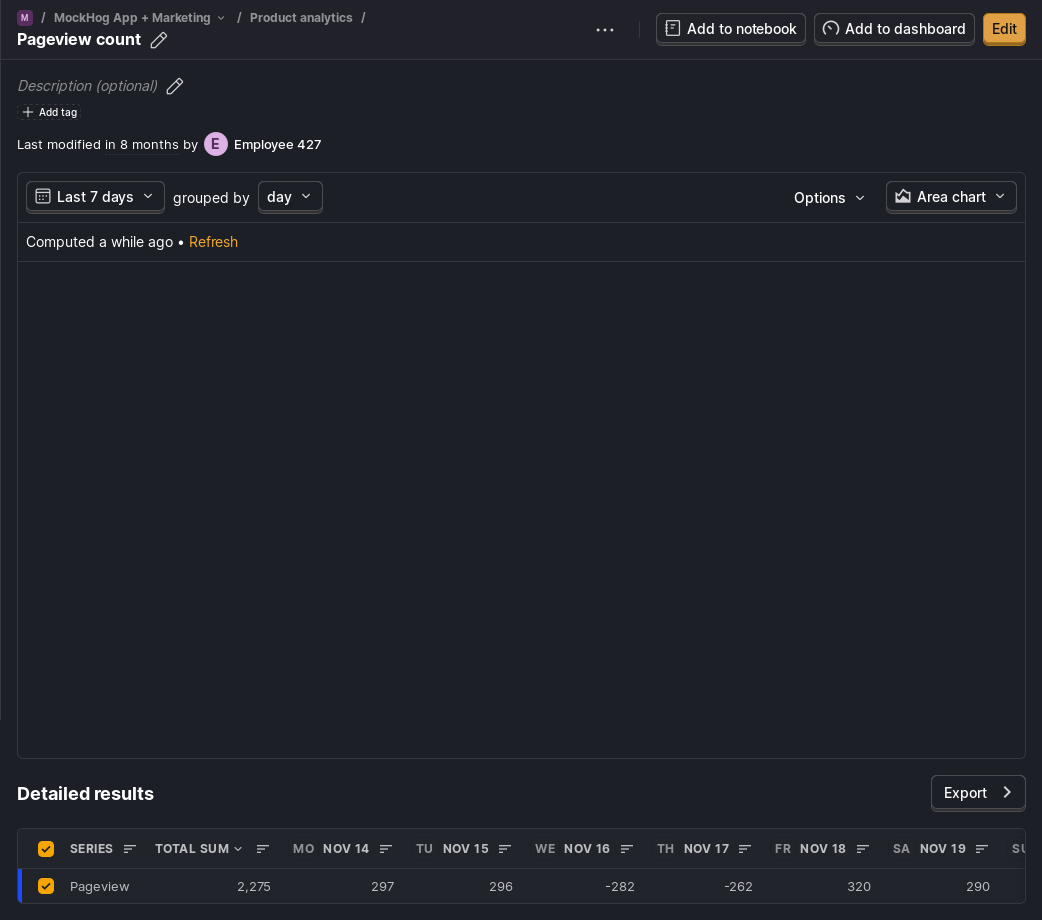 M / MockHog App + Marketing / Product analytics /
Pageview count
Add to notebook
Add to dashboard
Edit
Description (optional)
Add tag
Last modified in 8 months by E Employee 427
Last 7 days grouped by day
Options
Area chart
Computed a while ago • Refresh
Detailed results
Export
SERIES TOTAL SUM MO NOV 14 TU NOV 15 WE NOV 16 TH NOV 17 FR NOV 18 SA NOV 19 SU
Pageview 2,275 297 296 -282 -262 320 290